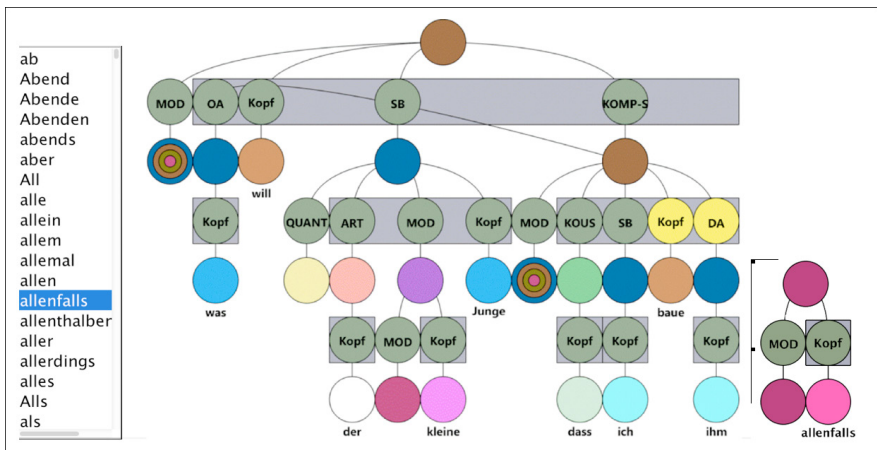 ab
Abend
Abende
Abenden
abends
aber
All
alle
allein
allem
allemal
allen
allenfalls
allenthalber
aller
allerdings
alles
Alls
als
MOD OA Kopf SB KOMP-S
will
Kopf QUANT ART MOD Kopf MOD KOUS SB Kopf DA
was Junge baue
Kopf MOD Kopf Kopf Kopf Kopf MOD Kopf
der kleine dass ich ihm allenfalls